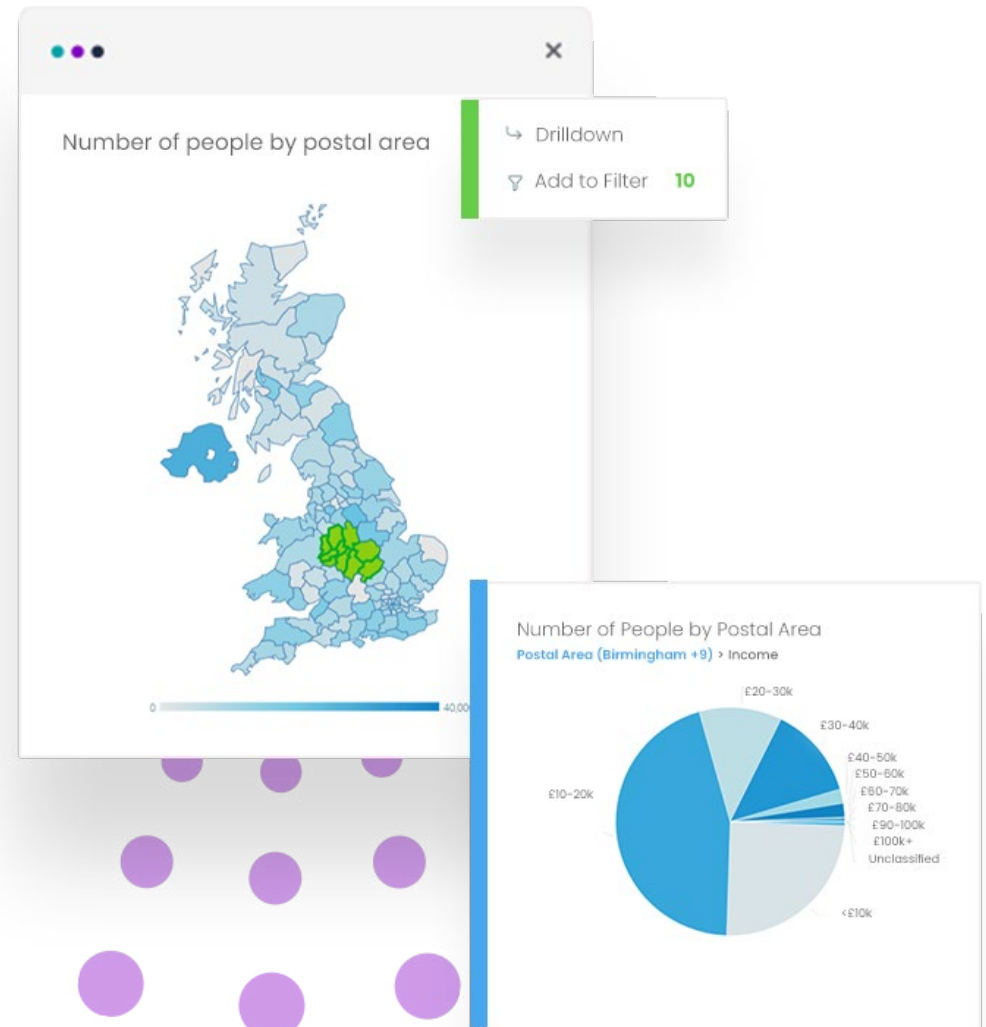 Number of people by postal area
Drilldown
Add to Filter 10
0
40,00
Number of People by Postal Area
Postal Area (Birmingham +9) > Income
£20-30k
£30-40k
£40-50k
£50-60k
£60-70k
£70-80k
£90-100k
£100k+
Unclassified
£10-20k
<£10k